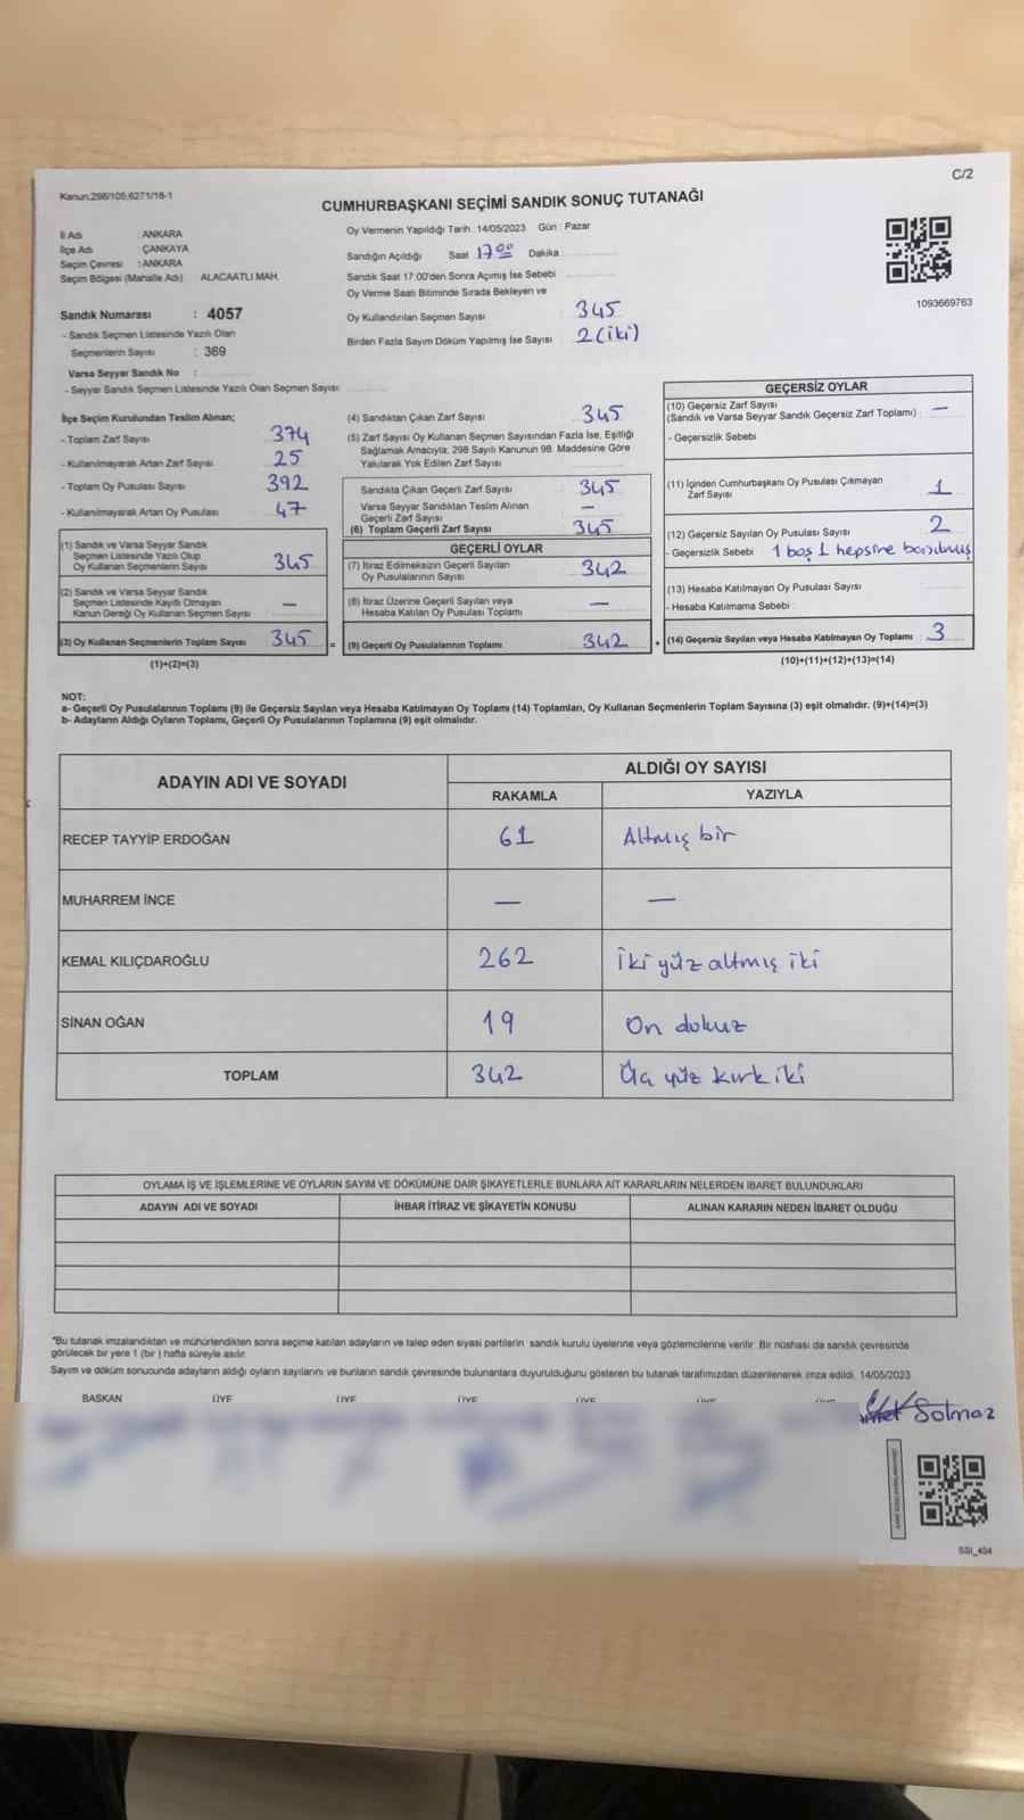 Kanun:298/105,6271/18-1
C/2
CUMHURBAŞKANI SEÇİMİ SANDIK SONUÇ TUTANAĞI
İl Adı : ANKARA
İlçe Adı : ÇANKAYA
Seçim Çevresi : ANKARA
Seçim Bölgesi (Mahalle Adı) ALACAATLI MAH.
Sandık Numarası : 4057
- Sandık Seçmen Listesinde Yazılı Olan
Seçmenlerin Sayısı : 369
Varsa Seyyar Sandık No :
- Seyyar Sandık Seçmen Listesinde Yazılı Olan Seçmen Sayısı
Oy Vermenin Yapıldığı Tarih : 14/05/2023 Gün : Pazar
Sandığın Açıldığı Saat 17 00 Dakika
Sandık Saat 17:00'den Sonra Açımış İse Sebebi
Oy Verme Saati Bitiminde Sırada Bekleyen ve
Oy Kullandırılan Seçmen Sayısı 345
Birden Fazla Sayım Döküm Yapılmış İse Sayısı 2 (iki)
1093669763
İlçe Seçim Kurulundan Teslim Alınan;
- Toplam Zarf Sayısı 374
- Kullanılmayarak Artan Zarf Sayısı 25
- Toplam Oy Pusulası Sayısı 392
- Kullanılmayarak Artan Oy Pusulası 47
(1) Sandık ve Varsa Seyyar Sandık
Seçmen Listesinde Yazılı Olup
Oy Kullanan Seçmenlerin Sayısı 345
(2) Sandık ve Varsa Seyyar Sandık
Seçmen Listesinde Kayıtlı Olmayan
Kanun Gereği Oy Kullanan Seçmen Sayısı —
(3) Oy Kullanan Seçmenlerin Toplam Sayısı 345 =
(1)+(2)=(3)
(4) Sandıktan Çıkan Zarf Sayısı 345
(5) Zarf Sayısı Oy Kullanan Seçmen Sayısından Fazla İse, Eşitliği
Sağlamak Amacıyla, 298 Sayılı Kanunun 98. Maddesine Göre
Yakılarak Yok Edilen Zarf Sayısı
Sandıkta Çıkan Geçerli Zarf Sayısı 345
Varsa Seyyar Sandıktan Teslim Alınan
Geçerli Zarf Sayısı —
(6) Toplam Geçerli Zarf Sayısı 345
GEÇERLİ OYLAR
(7) İtiraz Edilmeksizin Geçerli Sayılan
Oy Pusulalarının Sayısı 342
(8) İtiraz Üzerine Geçerli Sayılan veya
Hesaba Katılan Oy Pusulası Toplamı —
(9) Geçerli Oy Pusulalarının Toplamı 342 +
GEÇERSİZ OYLAR
(10) Geçersiz Zarf Sayısı
(Sandık ve Varsa Seyyar Sandık Geçersiz Zarf Toplamı) —
- Geçersizlik Sebebi
(11) İçinden Cumhurbaşkanı Oy Pusulası Çıkmayan
Zarf Sayısı 1
(12) Geçersiz Sayılan Oy Pusulası Sayısı 2
- Geçersizlik Sebebi 1 boş 1 hepsine basılmış
(13) Hesaba Katılmayan Oy Pusulası Sayısı
- Hesaba Katılmama Sebebi
(14) Geçersiz Sayılan veya Hesaba Katılmayan Oy Toplamı 3
(10)+(11)+(12)+(13)=(14)
NOT:
a- Geçerli Oy Pusulalarının Toplamı (9) ile Geçersiz Sayılan veya Hesaba Katılmayan Oy Toplamı (14) Toplamları, Oy Kullanan Seçmenlerin Toplam Sayısına (3) eşit olmalıdır. (9)+(14)=(3)
b- Adayların Aldığı Oyların Toplamı, Geçerli Oy Pusulalarının Toplamına (9) eşit olmalıdır.
ADAYIN ADI VE SOYADI
ALDIĞI OY SAYISI
RAKAMLA YAZIYLA
RECEP TAYYİP ERDOĞAN 61 Altmış bir
MUHARREM İNCE — —
KEMAL KILIÇDAROĞLU 262 İki yüz altmış iki
SİNAN OĞAN 19 On dokuz
TOPLAM 342 Üç yüz kırk iki
OYLAMA İŞ VE İŞLEMLERİNE VE OYLARIN SAYIM VE DÖKÜMÜNE DAİR ŞİKAYETLERLE BUNLARA AİT KARARLARIN NELERDEN İBARET BULUNDUKLARI
ADAYIN ADI VE SOYADI İHBAR İTİRAZ VE ŞİKAYETİN KONUSU ALINAN KARARIN NEDEN İBARET OLDUĞU
*Bu tutanak imzalandıktan ve mühürlendikten sonra seçime katılan adayların ve talep eden siyasi partilerin sandık kurulu üyelerine veya gözlemcilerine verilir. Bir nüshası da sandık çevresinde
görülecek bir yere 1 (bir) hafta süreyle asılır.
Sayım ve döküm sonucunda adayların aldığı oyların sayılarını ve bunların sandık çevresinde bulunanlara duyurulduğunu gösteren bu tutanak tarafımızdan düzenlenerek imza edildi. 14/05/2023
BAŞKAN ÜYE ÜYE ÜYE ÜYE ÜYE ÜYE
Solmaz
SSI_404